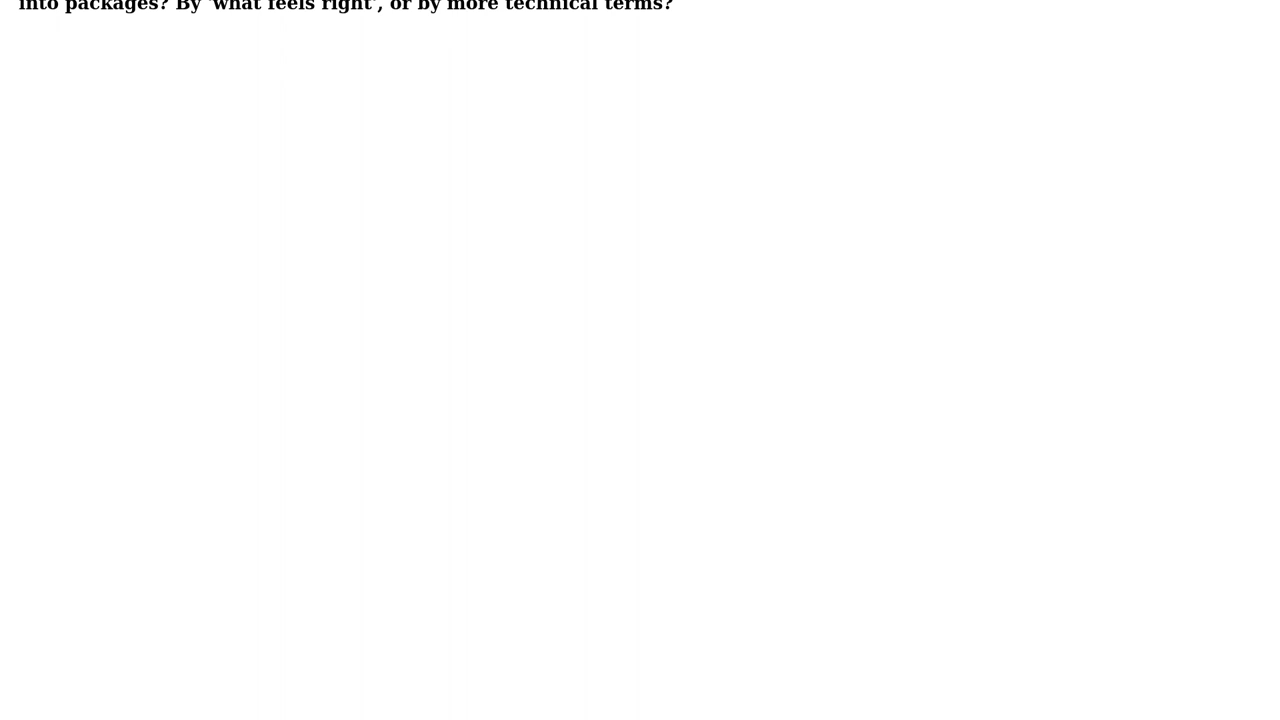 into packages? By 'what feels right', or by more technical terms?